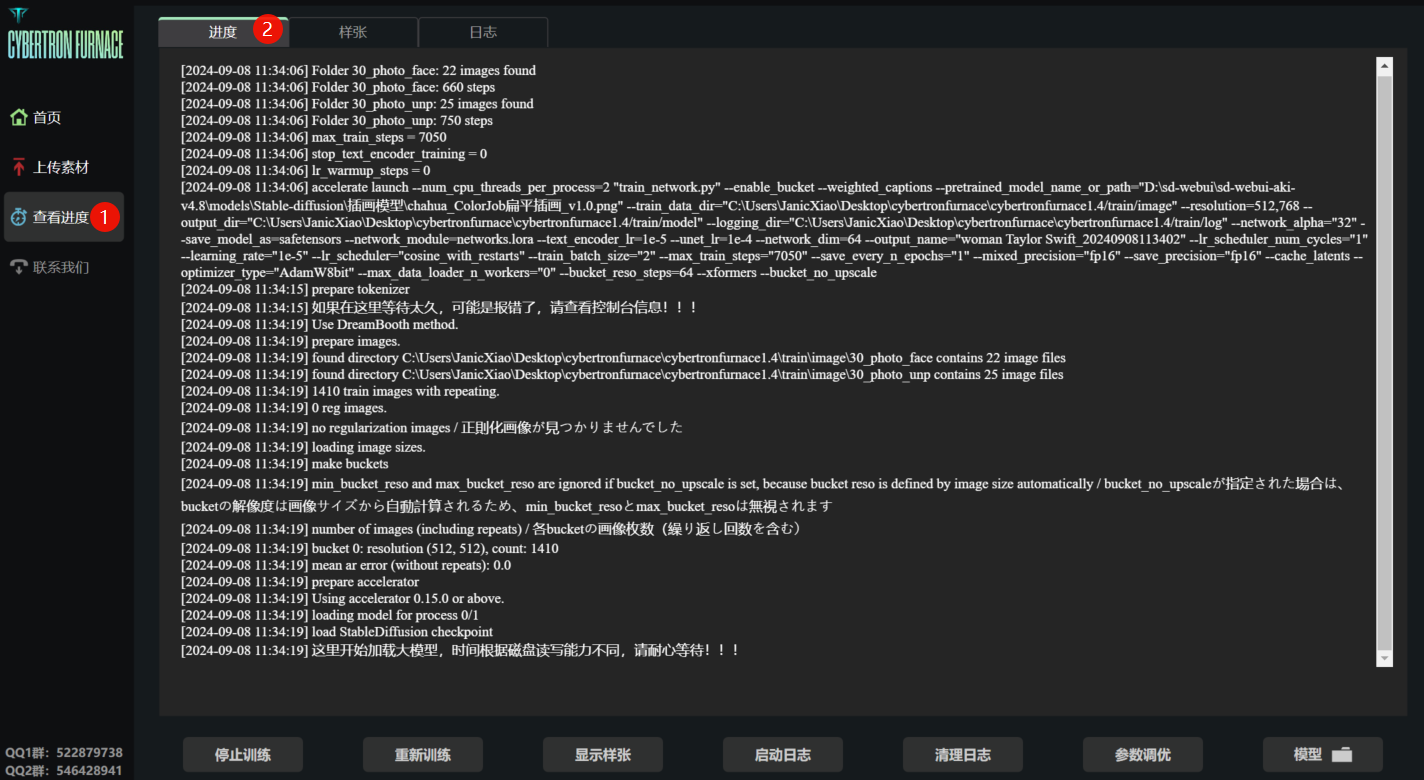 CYBERTRON FURNACE
首页
上传素材
查看进度 1
联系我们
QQ1群：522879738
QQ2群：546428941
进度 2 样张 日志
[2024-09-08 11:34:06] Folder 30_photo_face: 22 images found
[2024-09-08 11:34:06] Folder 30_photo_face: 660 steps
[2024-09-08 11:34:06] Folder 30_photo_unp: 25 images found
[2024-09-08 11:34:06] Folder 30_photo_unp: 750 steps
[2024-09-08 11:34:06] max_train_steps = 7050
[2024-09-08 11:34:06] stop_text_encoder_training = 0
[2024-09-08 11:34:06] lr_warmup_steps = 0
[2024-09-08 11:34:06] accelerate launch --num_cpu_threads_per_process=2 "train_network.py" --enable_bucket --weighted_captions --pretrained_model_name_or_path="D:\sd-webui\sd-webui-aki-
v4.8\models\Stable-diffusion\插画模型\chahua_ColorJob扁平插画_v1.0.png" --train_data_dir="C:\Users\JanicXiao\Desktop\cybertronfurnace\cybertronfurnace1.4/train/image" --resolution=512,768 --
output_dir="C:\Users\JanicXiao\Desktop\cybertronfurnace\cybertronfurnace1.4/train/model" --logging_dir="C:\Users\JanicXiao\Desktop\cybertronfurnace\cybertronfurnace1.4/train/log" --network_alpha="32" -
-save_model_as=safetensors --network_module=networks.lora --text_encoder_lr=1e-5 --unet_lr=1e-4 --network_dim=64 --output_name="woman Taylor Swift_20240908113402" --lr_scheduler_num_cycles="1"
--learning_rate="1e-5" --lr_scheduler="cosine_with_restarts" --train_batch_size="2" --max_train_steps="7050" --save_every_n_epochs="1" --mixed_precision="fp16" --save_precision="fp16" --cache_latents --
optimizer_type="AdamW8bit" --max_data_loader_n_workers="0" --bucket_reso_steps=64 --xformers --bucket_no_upscale
[2024-09-08 11:34:15] prepare tokenizer
[2024-09-08 11:34:15] 如果在这里等待太久，可能是报错了，请查看控制台信息！！！
[2024-09-08 11:34:19] Use DreamBooth method.
[2024-09-08 11:34:19] prepare images.
[2024-09-08 11:34:19] found directory C:\Users\JanicXiao\Desktop\cybertronfurnace\cybertronfurnace1.4\train\image\30_photo_face contains 22 image files
[2024-09-08 11:34:19] found directory C:\Users\JanicXiao\Desktop\cybertronfurnace\cybertronfurnace1.4\train\image\30_photo_unp contains 25 image files
[2024-09-08 11:34:19] 1410 train images with repeating.
[2024-09-08 11:34:19] 0 reg images.
[2024-09-08 11:34:19] no regularization images / 正則化画像が見つかりませんでした
[2024-09-08 11:34:19] loading image sizes.
[2024-09-08 11:34:19] make buckets
[2024-09-08 11:34:19] min_bucket_reso and max_bucket_reso are ignored if bucket_no_upscale is set, because bucket reso is defined by image size automatically / bucket_no_upscaleが指定された場合は、
bucketの解像度は画像サイズから自動計算されるため、min_bucket_resoとmax_bucket_resoは無視されます
[2024-09-08 11:34:19] number of images (including repeats) / 各bucketの画像枚数（繰り返し回数を含む）
[2024-09-08 11:34:19] bucket 0: resolution (512, 512), count: 1410
[2024-09-08 11:34:19] mean ar error (without repeats): 0.0
[2024-09-08 11:34:19] prepare accelerator
[2024-09-08 11:34:19] Using accelerator 0.15.0 or above.
[2024-09-08 11:34:19] loading model for process 0/1
[2024-09-08 11:34:19] load StableDiffusion checkpoint
[2024-09-08 11:34:19] 这里开始加载大模型，时间根据磁盘读写能力不同，请耐心等待！！！
停止训练 重新训练 显示样张 启动日志 清理日志 参数调优 模型